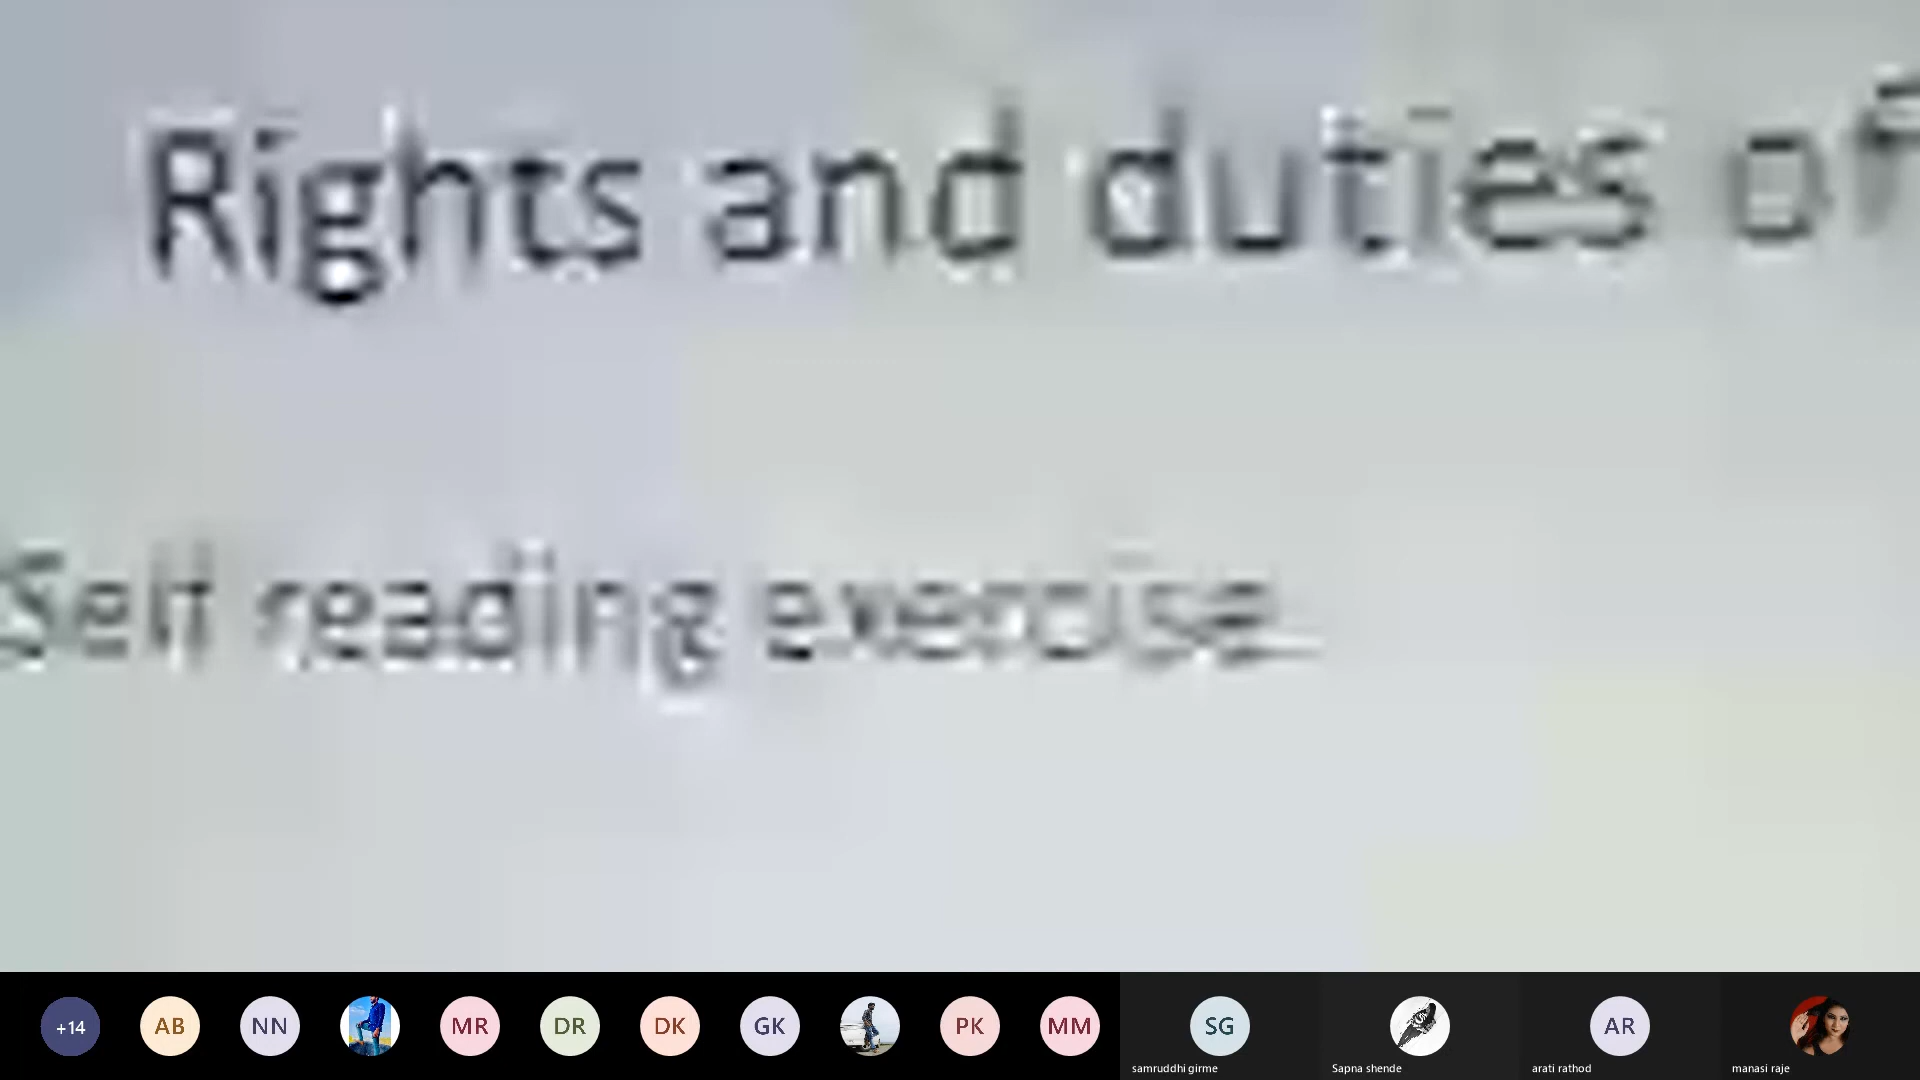 Rights and duties of
Self reading exercise
+14
AB
NN
MR
DR
DK
GK
PK
MM
SG
AR
samruddhi girme
Sapna shende
arati rathod
manasi raje